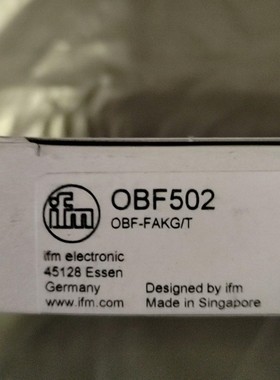 ifm
OBF502
OBF-FAKG/T
ifm electronic
45128 Essen
Germany
www.ifm.com
Designed by ifm
Made in Singapore